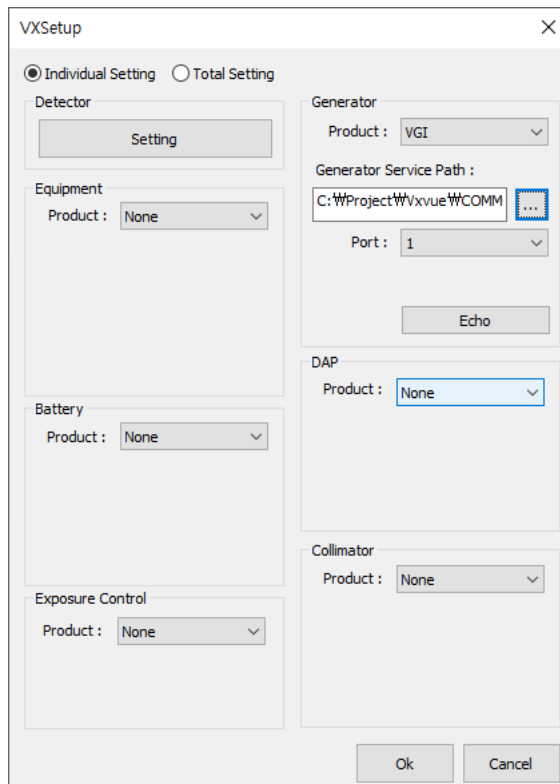 VXSetup
Individual Setting
Total Setting
Detector
Setting
Equipment
Product : None
Battery
Product : None
Exposure Control
Product : None
Generator
Product : VGI
Generator Service Path :
C:₩Project₩Vxvue₩COMM
...
Port : 1
Echo
DAP
Product : None
Collimator
Product : None
Ok
Cancel